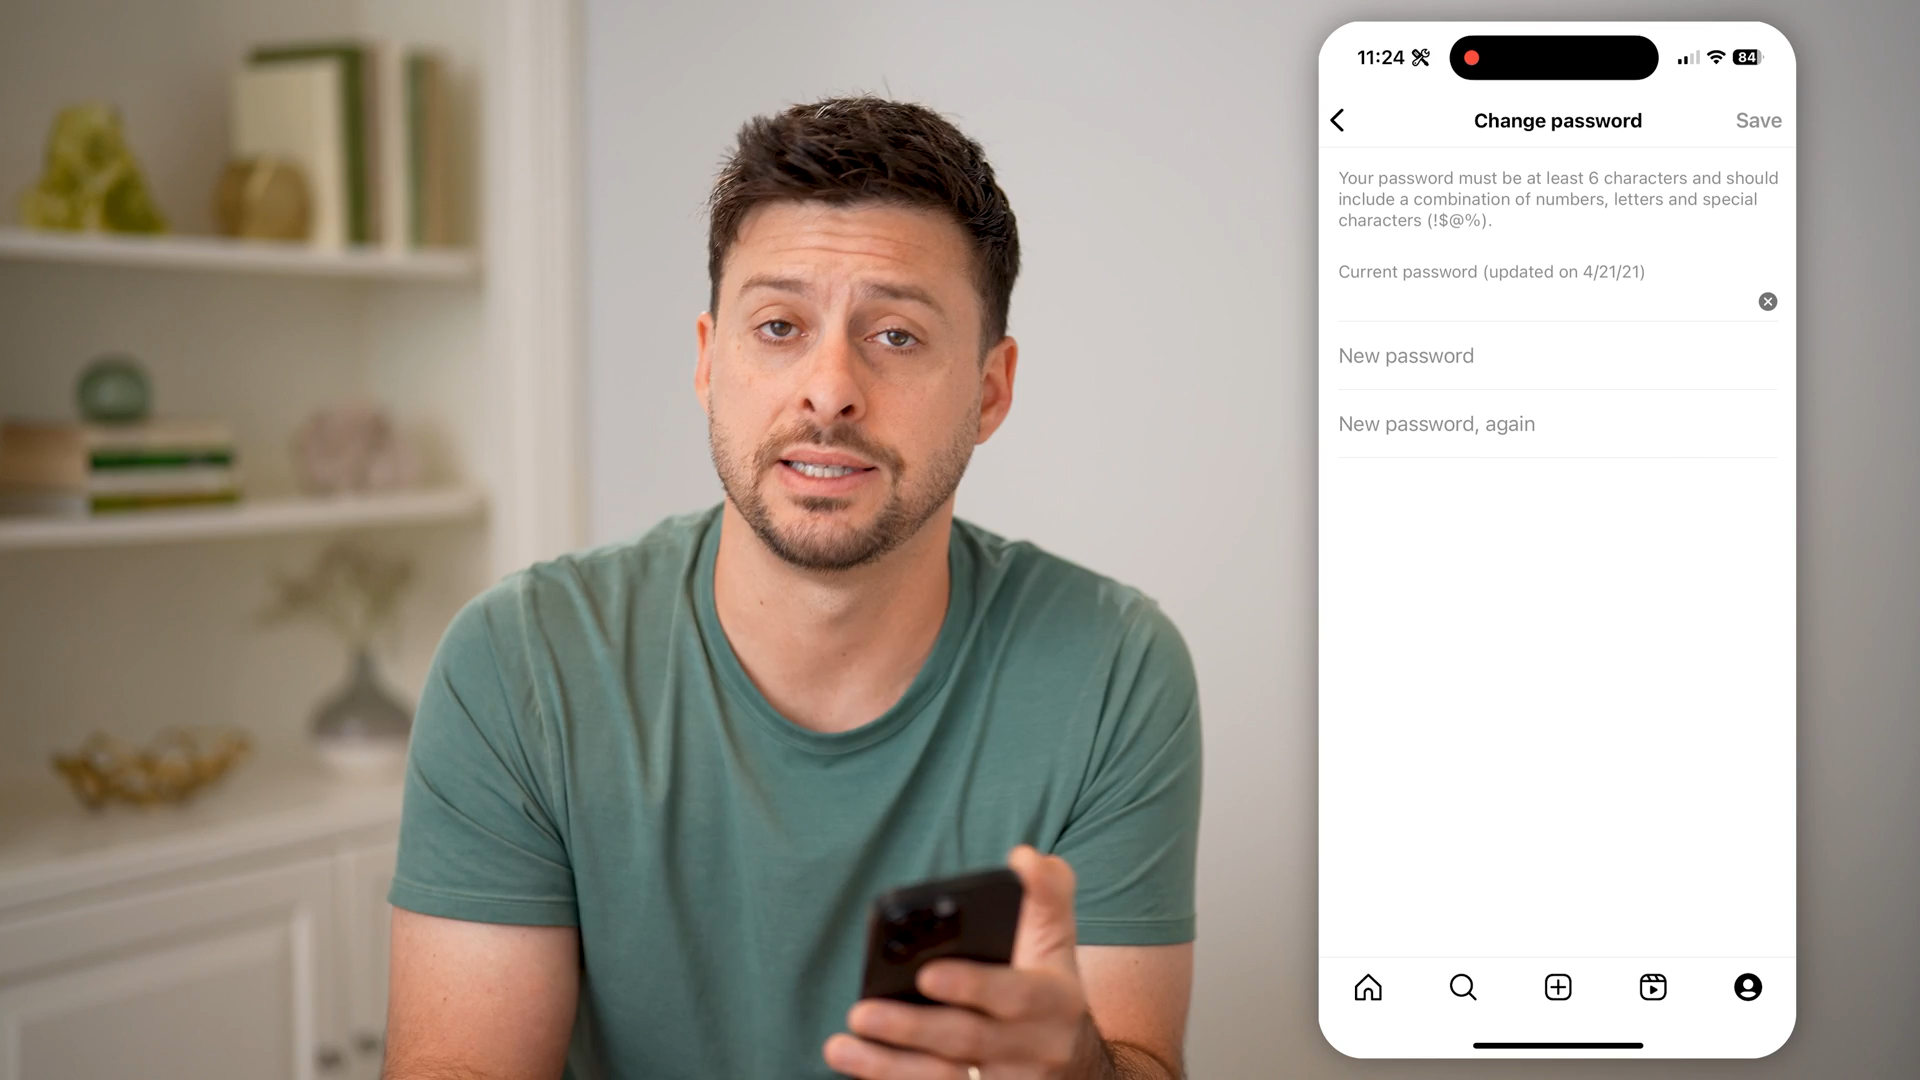 11:24
84
Change password
Save
Your password must be at least 6 characters and should
include a combination of numbers, letters and special
characters (!$@%).
Current password (updated on 4/21/21)
New password
New password, again